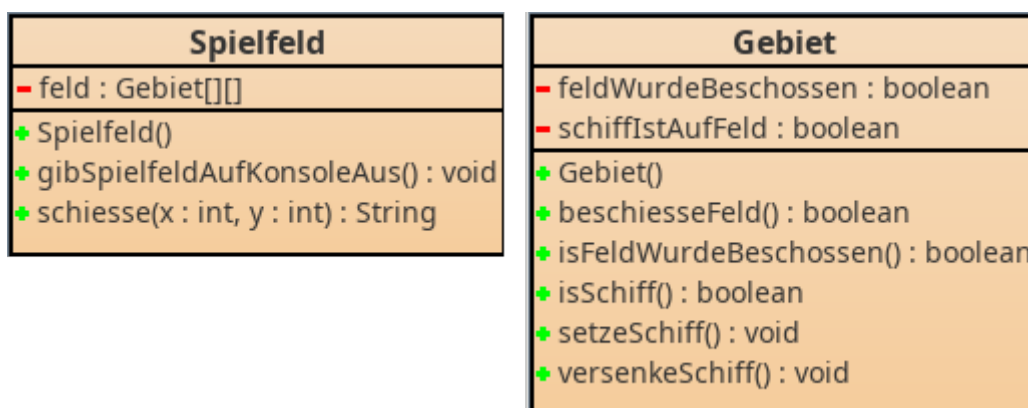 Spielfeld
- feld : Gebiet[][]
+ Spielfeld()
+ gibSpielfeldAufKonsoleAus() : void
+ schiesse(x : int, y : int) : String
Gebiet
- feldWurdeBeschossen : boolean
- schiffIstAufFeld : boolean
+ Gebiet()
+ beschiesseFeld() : boolean
+ isFeldWurdeBeschossen() : boolean
+ isSchiff() : boolean
+ setzeSchiff() : void
+ versenkeSchiff() : void